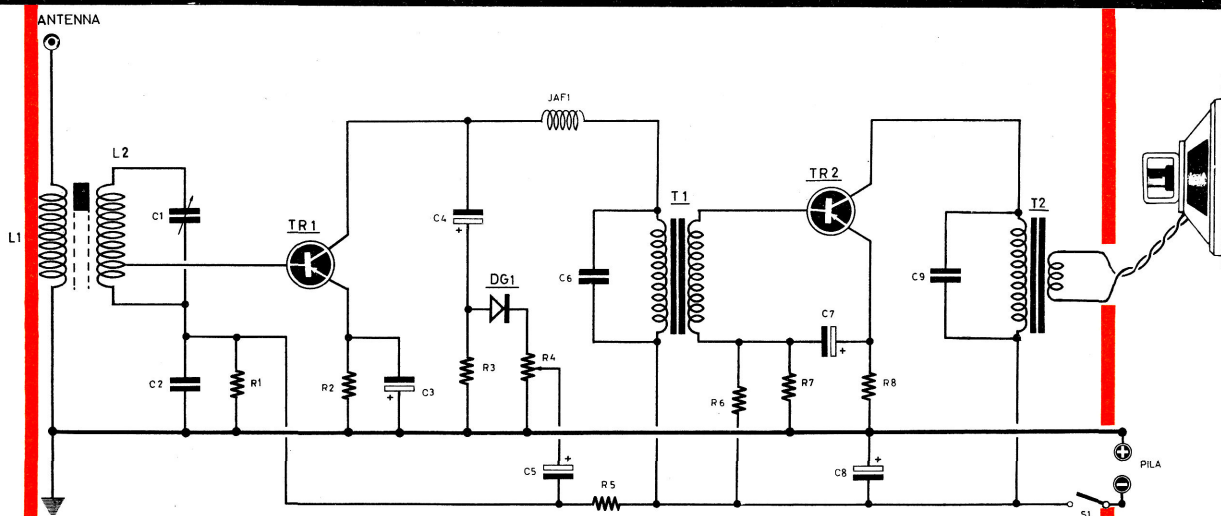 ANTENNA
JAF1
L2
TR2
C1
T1
T2
TR1
C4
L1
DG1
C6
C9
+
C7
R3
R4
+
C2
R1
R2
C3
+
R6
R7
R8
+
+
+
PILA
C5
R5
C8
−
S1